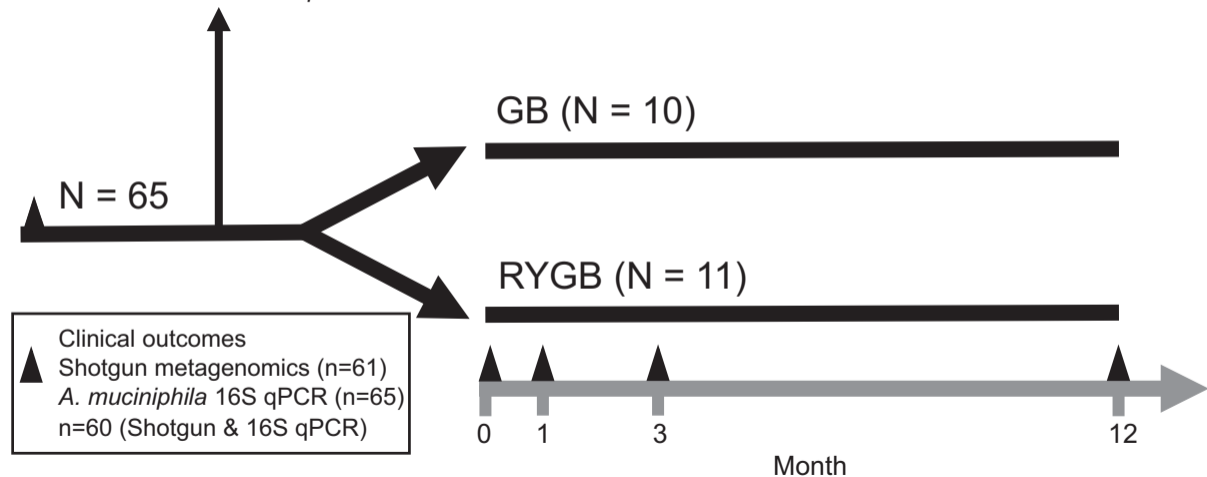 GB (N = 10)
N = 65
RYGB (N = 11)
Clinical outcomes
Shotgun metagenomics (n=61)
A. muciniphila 16S qPCR (n=65)
n=60 (Shotgun & 16S qPCR)
0 1 3 12
Month